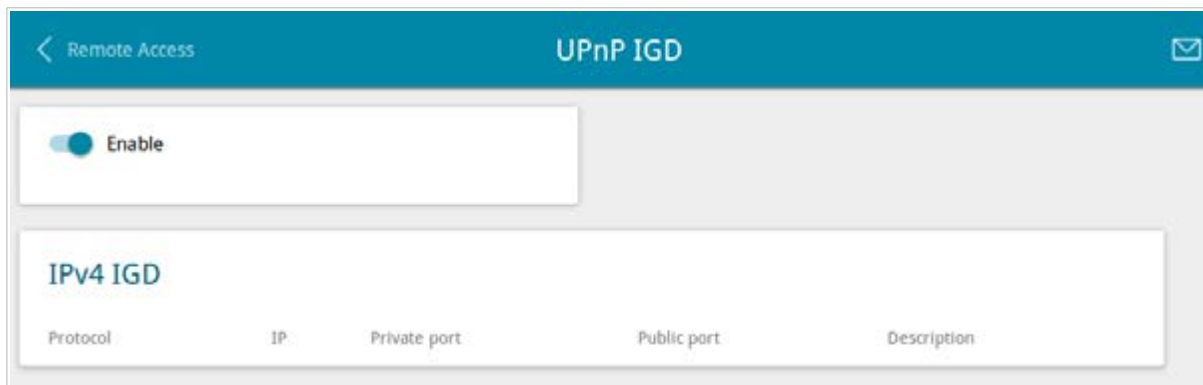 Remote Access UPnP IGD
Enable
IPv4 IGD
Protocol IP Private port Public port Description